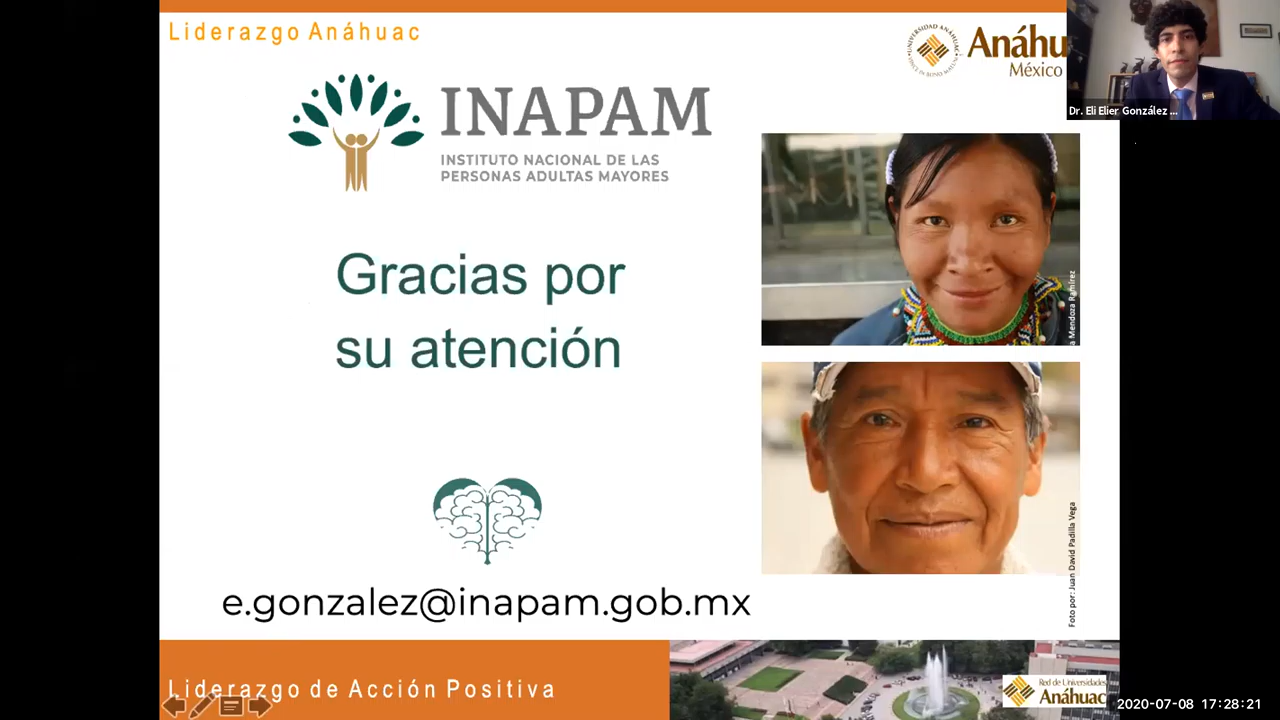 Liderazgo Anáhuac
Anáhu
México
Dr. Eli Elier González ...
INAPAM
INSTITUTO NACIONAL DE LAS
PERSONAS ADULTAS MAYORES
Gracias por
su atención
a Mendoza Ramírez
Foto por: Juan David Padilla Vega
e.gonzalez@inapam.gob.mx
Liderazgo de Acción Positiva
Red de Universidades
Anáhuac
2020-07-08 17:28:21